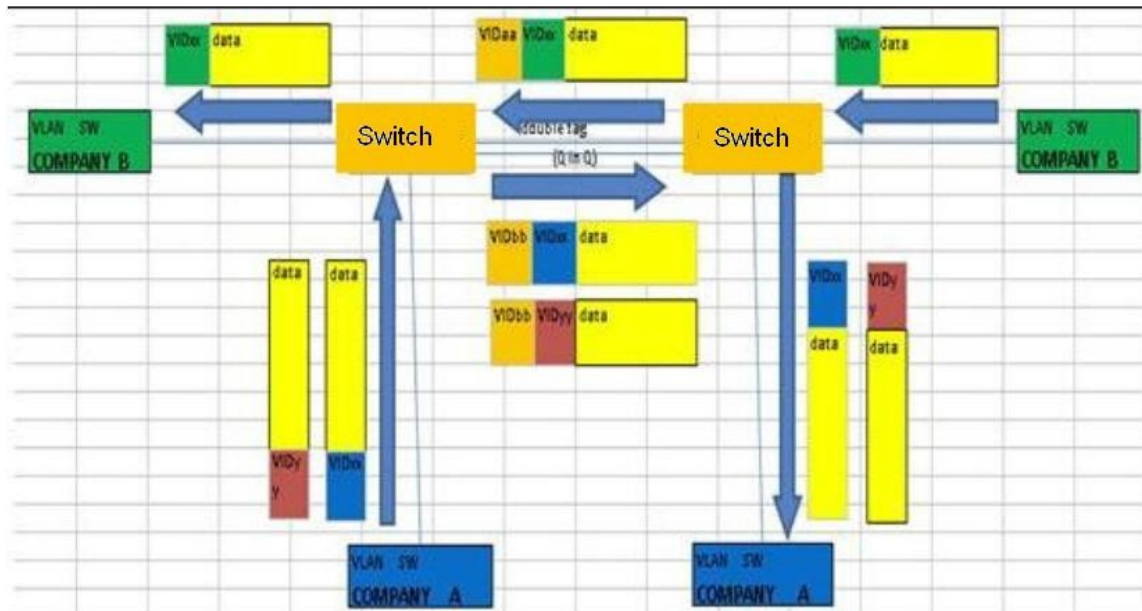 VIDxx data
VIDaa VIDxx data
VIDxx data
VLAN SW
COMPANY B
Switch
double tag
(Q in Q)
Switch
VLAN SW
COMPANY B
VIDbb VIDxx data
VIDbb VIDyy data
data data
VIDy
y
VIDxx
VIDxx VIDy
y
data data
VLAN SW
COMPANY A
VLAN SW
COMPANY A